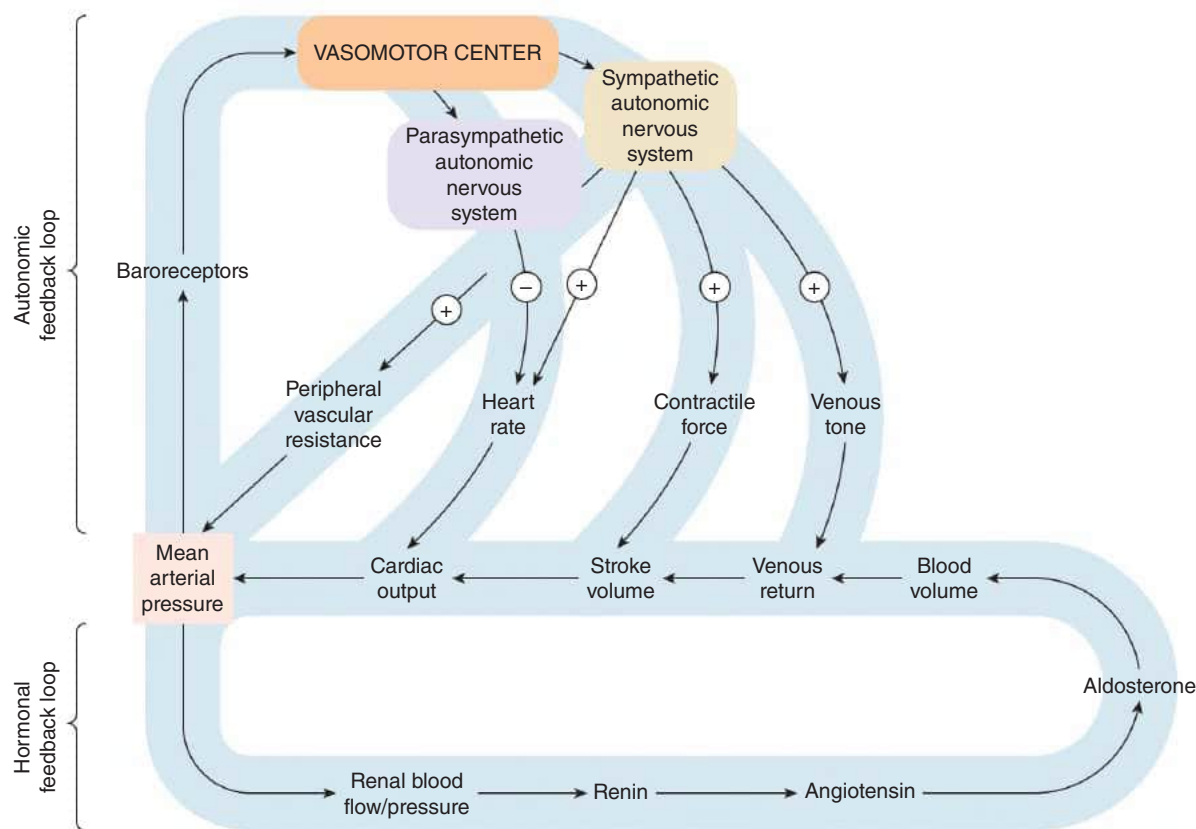 VASOMOTOR CENTER
Sympathetic
autonomic
nervous
system
Parasympathetic
autonomic
nervous
system
Autonomic
feedback loop
Baroreceptors
+
−
+
+
+
Peripheral
vascular
resistance
Heart
rate
Contractile
force
Venous
tone
Mean
arterial
pressure
Cardiac
output
Stroke
volume
Venous
return
Blood
volume
Hormonal
feedback loop
Aldosterone
Renal blood
flow/pressure
Renin
Angiotensin